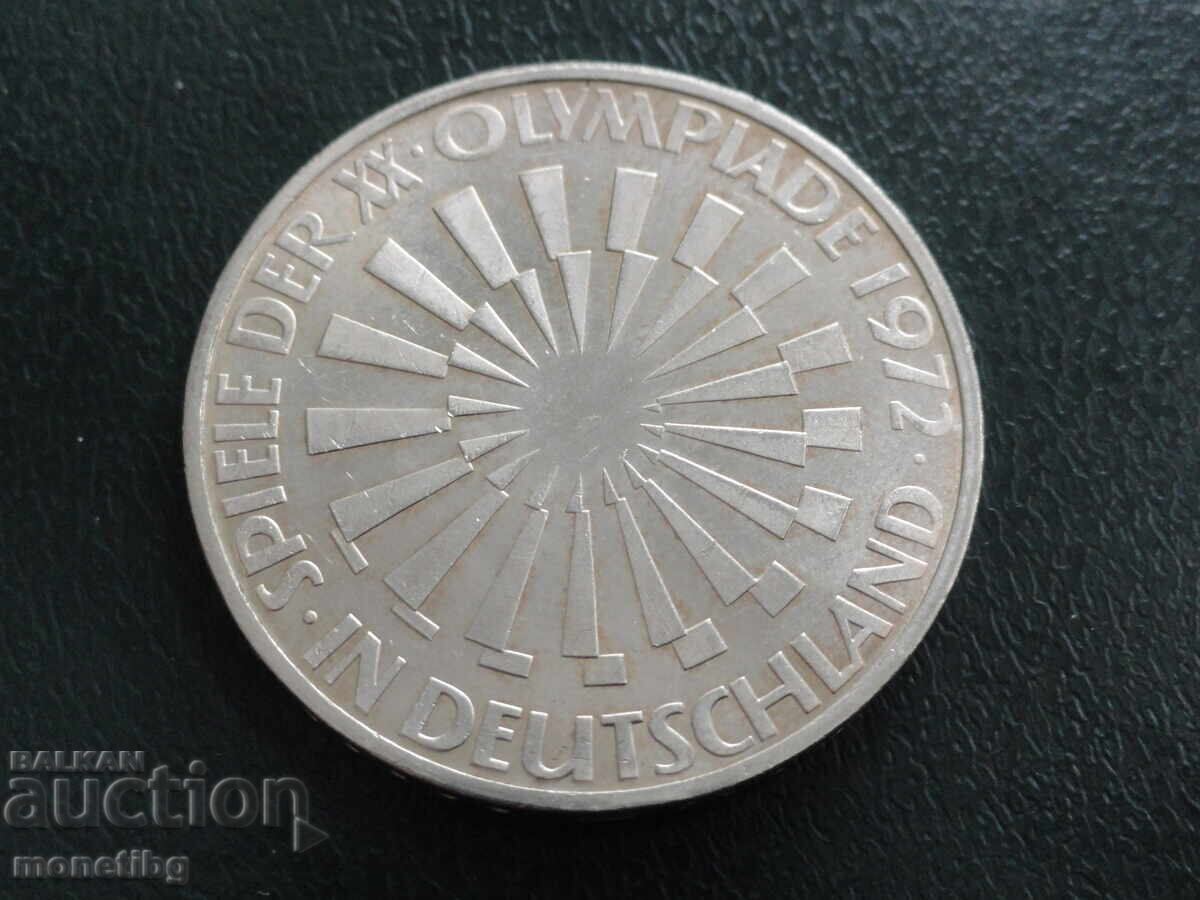 SPIELE DER XX · OLYMPIADE 1972 · IN DEUTSCHLAND ·
BALKAN
auction
monetibg